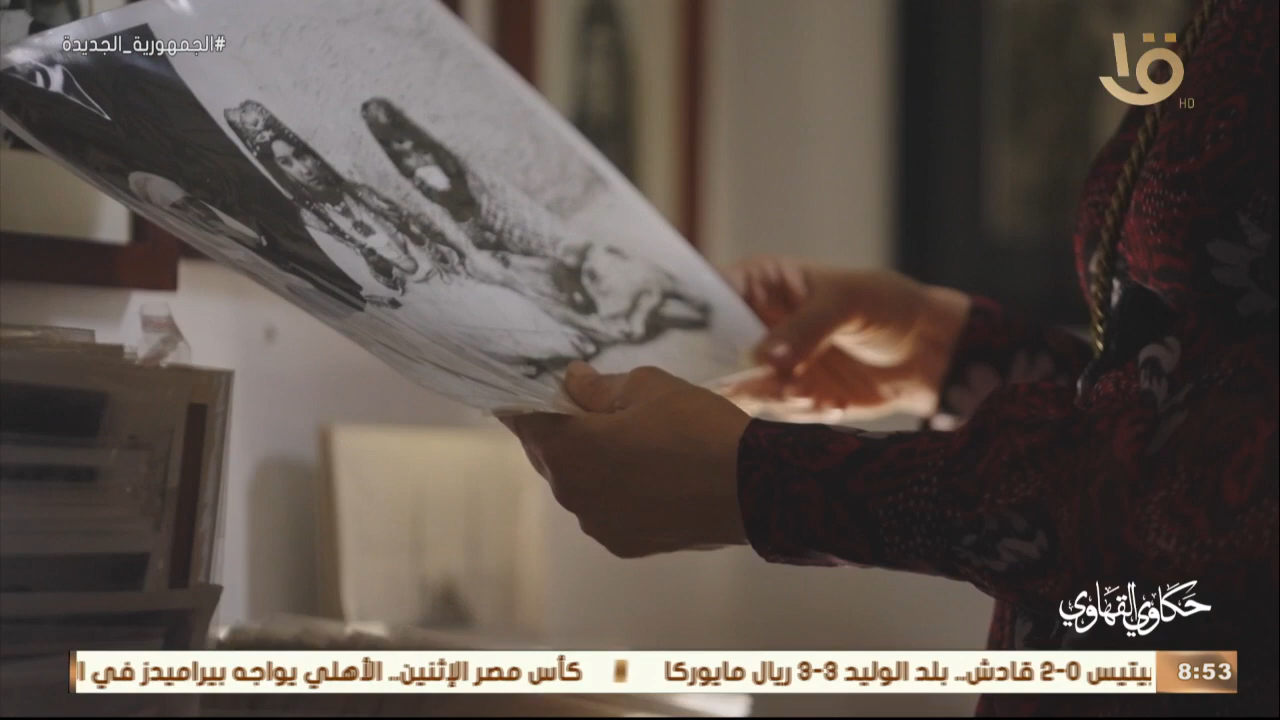 #الجمهورية_الجديدة
HD
حكاوي القهاوي
8:53
بيتيس 0-2 قادش.. بلد الوليد 3-3 ريال مايوركا
كأس مصر الإثنين.. الأهلي يواجه بيراميدز في ا